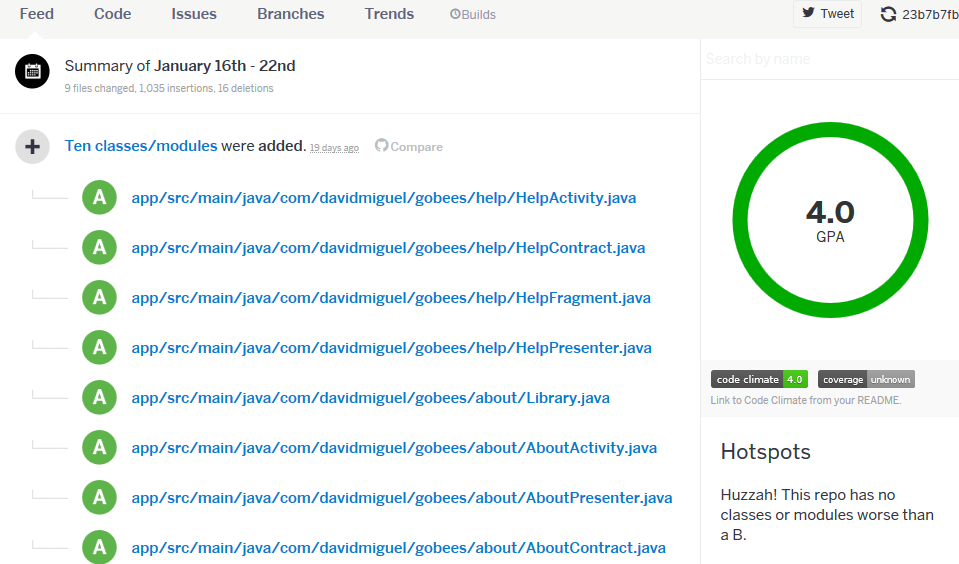 Feed Code Issues Branches Trends Builds Tweet 23b7b7fb
Summary of January 16th - 22nd
9 files changed, 1,035 insertions, 16 deletions
Ten classes/modules were added. 19 days ago Compare
A app/src/main/java/com/davidmiguel/gobees/help/HelpActivity.java
A app/src/main/java/com/davidmiguel/gobees/help/HelpContract.java
A app/src/main/java/com/davidmiguel/gobees/help/HelpFragment.java
A app/src/main/java/com/davidmiguel/gobees/help/HelpPresenter.java
A app/src/main/java/com/davidmiguel/gobees/about/Library.java
A app/src/main/java/com/davidmiguel/gobees/about/AboutActivity.java
A app/src/main/java/com/davidmiguel/gobees/about/AboutPresenter.java
A app/src/main/java/com/davidmiguel/gobees/about/AboutContract.java
Search by name
4.0
GPA
code climate 4.0 coverage unknown
Link to Code Climate from your README.
Hotspots
Huzzah! This repo has no
classes or modules worse than
a B.